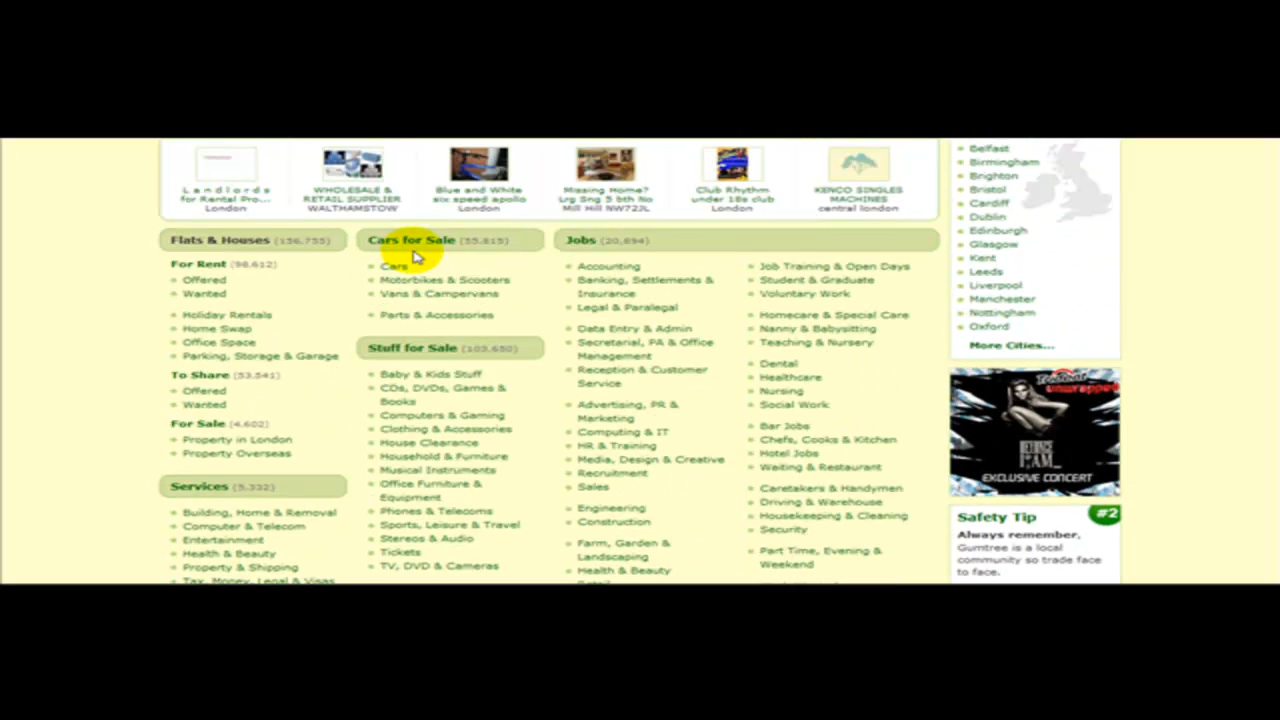 L a n d l o r d s
for Rental Pro...
London
WHOLESALE &
RETAIL SUPPLIER
WALTHAMSTOW
Blue and White
six speed apollo
London
Missing Home?
Lrg Sng 5 bth No
Mill Hill NW72JL
Club Rhythm
under 18s club
London
KENCO SINGLES
MACHINES
central london
Flats & Houses (156,755)
For Rent (98,612)
Offered
Wanted
Holiday Rentals
Home Swap
Office Space
Parking, Storage & Garage
To Share (53,541)
Offered
Wanted
For Sale (4,602)
Property in London
Property Overseas
Services (5,332)
Building, Home & Removal
Computer & Telecom
Entertainment
Health & Beauty
Property & Shipping
Tax, Money, Legal & Visas
Cars for Sale (55,815)
Cars
Motorbikes & Scooters
Vans & Campervans
Parts & Accessories
Stuff for Sale (103,650)
Baby & Kids Stuff
CDs, DVDs, Games &
Books
Computers & Gaming
Clothing & Accessories
House Clearance
Household & Furniture
Musical Instruments
Office Furniture &
Equipment
Phones & Telecoms
Sports, Leisure & Travel
Stereos & Audio
Tickets
TV, DVD & Cameras
Jobs (20,894)
Accounting
Banking, Settlements &
Insurance
Legal & Paralegal
Data Entry & Admin
Secretarial, PA & Office
Management
Reception & Customer
Service
Advertising, PR &
Marketing
Computing & IT
HR & Training
Media, Design & Creative
Recruitment
Sales
Engineering
Construction
Farm, Garden &
Landscaping
Health & Beauty
Retail
Job Training & Open Days
Student & Graduate
Voluntary Work
Homecare & Special Care
Nanny & Babysitting
Teaching & Nursery
Dental
Healthcare
Nursing
Social Work
Bar Jobs
Chefs, Cooks & Kitchen
Hotel Jobs
Waiting & Restaurant
Caretakers & Handymen
Driving & Warehouse
Housekeeping & Cleaning
Security
Part Time, Evening &
Weekend
Belfast
Birmingham
Brighton
Bristol
Cardiff
Dublin
Edinburgh
Glasgow
Kent
Leeds
Liverpool
Manchester
Nottingham
Oxford
More Cities...
unwrapped
BEYONCE
I AM...
EXCLUSIVE CONCERT
Safety Tip
#2
Always remember,
Gumtree is a local
community so trade face
to face.